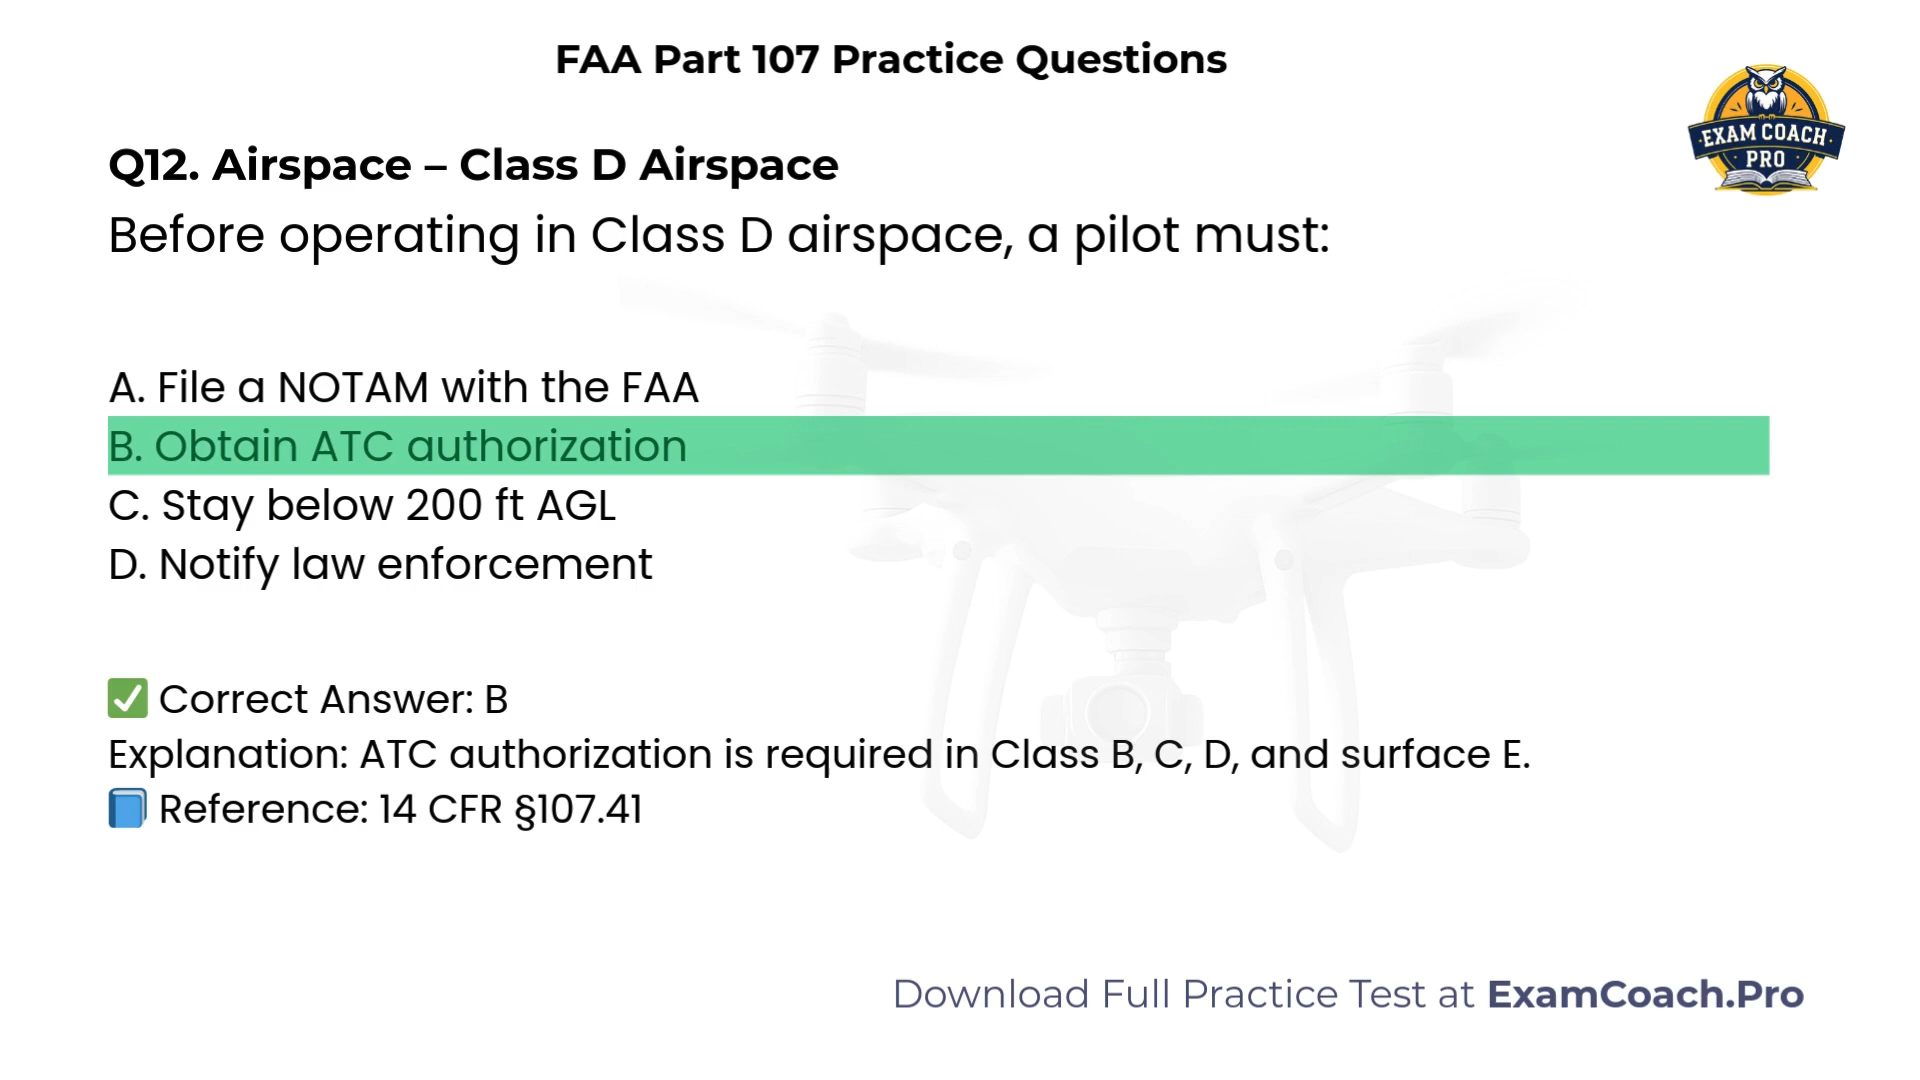 FAA Part 107 Practice Questions
EXAM COACH
PRO
Q12. Airspace – Class D Airspace
Before operating in Class D airspace, a pilot must:
A. File a NOTAM with the FAA
B. Obtain ATC authorization
C. Stay below 200 ft AGL
D. Notify law enforcement
✅ Correct Answer: B
Explanation: ATC authorization is required in Class B, C, D, and surface E.
📘 Reference: 14 CFR §107.41
Download Full Practice Test at ExamCoach.Pro